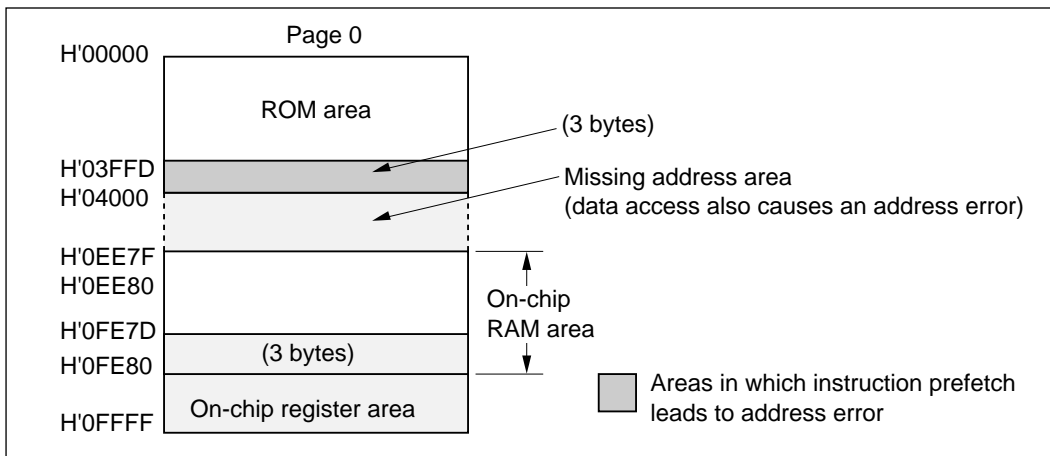 Page 0
H'00000
ROM area
(3 bytes)
H'03FFD
H'04000
Missing address area
(data access also causes an address error)
H'0EE7F
H'0EE80
On-chip
RAM area
H'0FE7D
(3 bytes)
H'0FE80
On-chip register area
H'0FFFF
Areas in which instruction prefetch
leads to address error